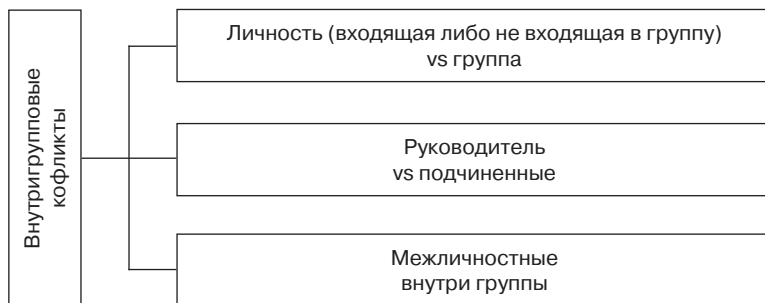 Внутригрупповые
кофликты
Личность (входящая либо не входящая в группу)
vs группа
Руководитель
vs подчиненные
Межличностные
внутри группы